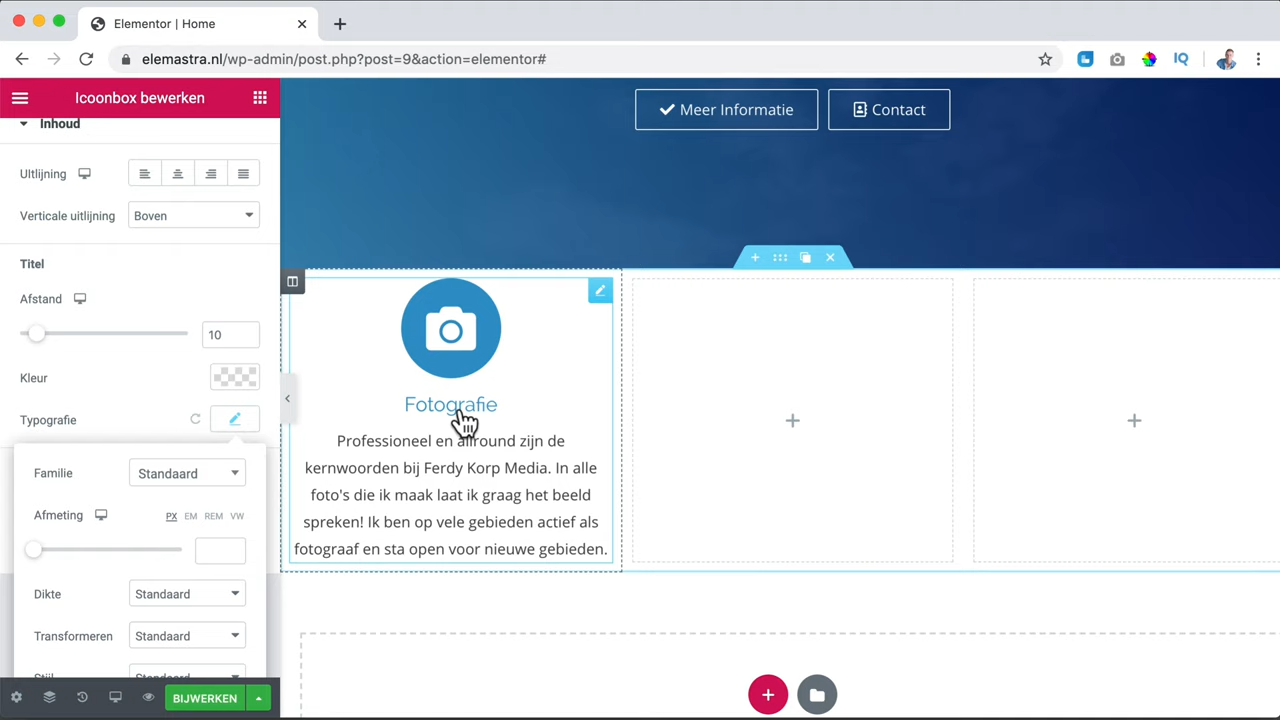 Elementor | Home
elemastra.nl/wp-admin/post.php?post=9&action=elementor#
IQ
Icoonbox bewerken
Inhoud
Uitlijning
Verticale uitlijning
Boven
Titel
Afstand
10
Kleur
Typografie
Familie
Standaard
Afmeting
PX EM REM VW
Dikte
Standaard
Transformeren
Standaard
Stijl
Standaard
BIJWERKEN
Meer Informatie
Contact
Fotografie
Professioneel en allround zijn de
kernwoorden bij Ferdy Korp Media. In alle
foto's die ik maak laat ik graag het beeld
spreken! Ik ben op vele gebieden actief als
fotograaf en sta open voor nieuwe gebieden.